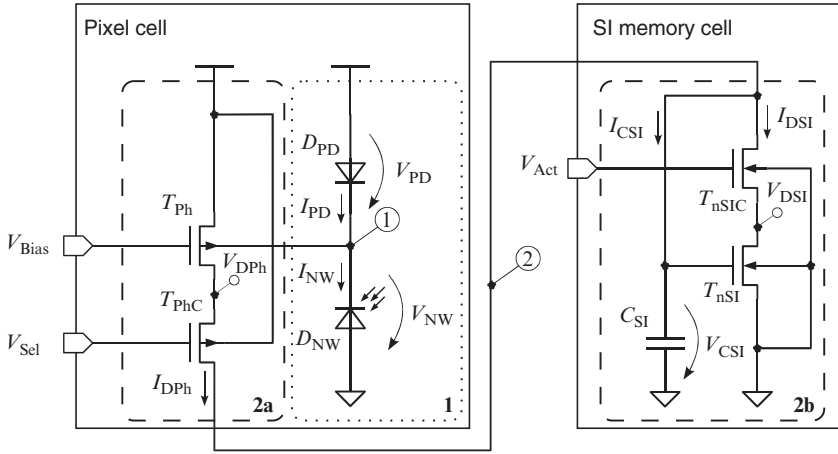 Pixel cell
SI memory cell
I_CSI
I_DSI
D_PD
V_PD
V_Act
T_Ph
I_PD
T_nSIC
V_DSI
1
V_Bias
V_DPh
I_NW
2
T_PhC
T_nSI
D_NW
V_NW
C_SI
V_Sel
V_CSI
I_DPh
2a
1
2b